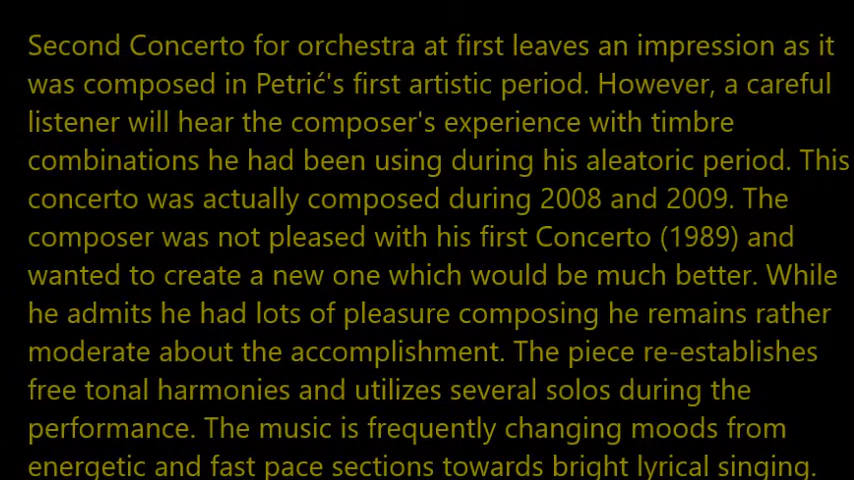 Second Concerto for orchestra at first leaves an impression as it
was composed in Petrić's first artistic period. However, a careful
listener will hear the composer's experience with timbre
combinations he had been using during his aleatoric period. This
concerto was actually composed during 2008 and 2009. The
composer was not pleased with his first Concerto (1989) and
wanted to create a new one which would be much better. While
he admits he had lots of pleasure composing he remains rather
moderate about the accomplishment. The piece re-establishes
free tonal harmonies and utilizes several solos during the
performance. The music is frequently changing moods from
energetic and fast pace sections towards bright lyrical singing.